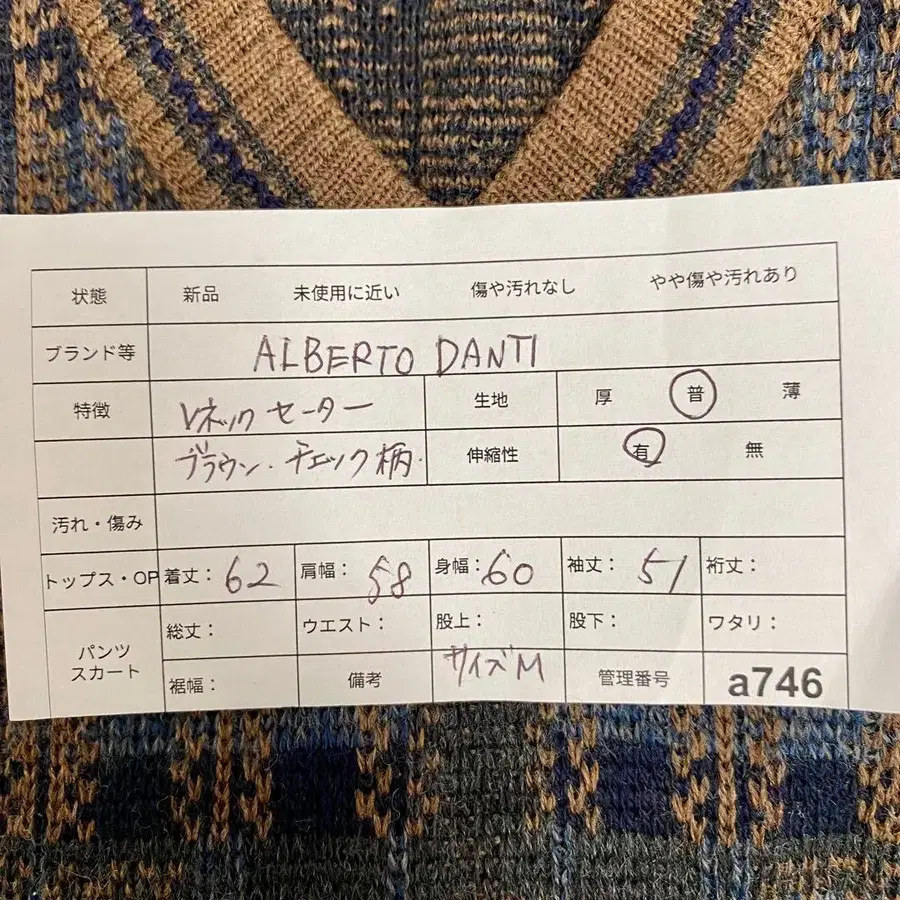 状態 新品 未使用に近い 傷や汚れなし やや傷や汚れあり
ブランド等 ALBERTO DANTI
特徴 Vネックセーター 生地 厚 普 薄
ブラウン・チェック柄・ 伸縮性 有 無
汚れ・傷み
トップス・OP 着丈: 62 肩幅: 58 身幅: 60 袖丈: 51 裄丈:
パンツ スカート 総丈: ウエスト: 股上: 股下: ワタリ:
裾幅: 備考 サイズM 管理番号 a746